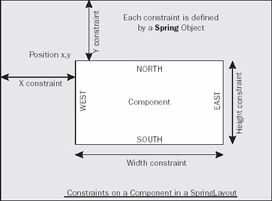 Each constraint is defined
by a Spring Object
Y constraint
Position x,y
X constraint
NORTH
WEST
Component
EAST
SOUTH
Height constraint
Width constraint
Constraints on a Component in a SpringLayout